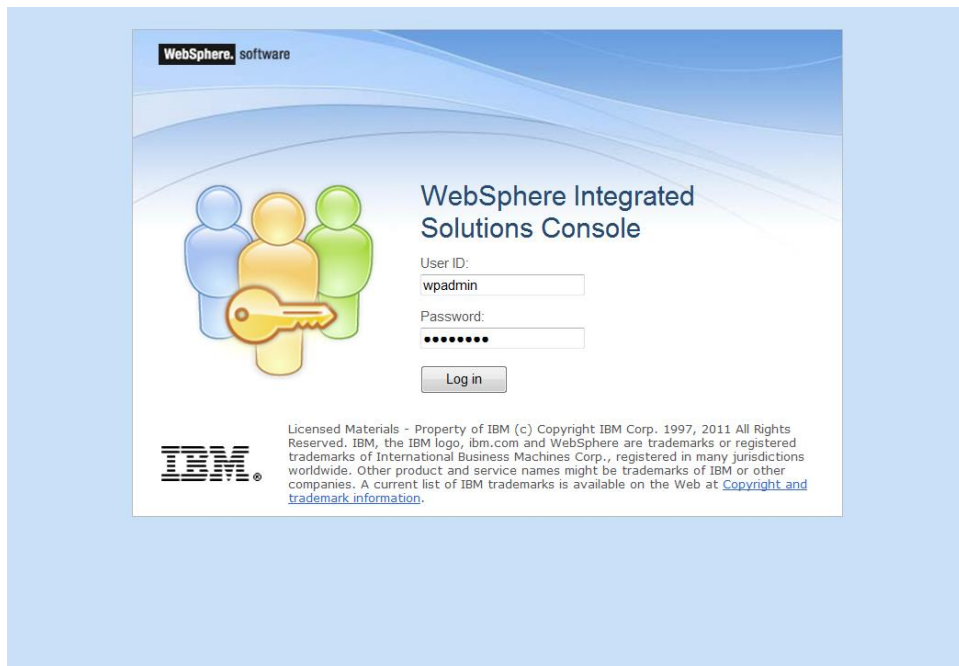 WebSphere. software
WebSphere Integrated
Solutions Console
User ID:
wpadmin
Password:
••••••••
Log in
Licensed Materials - Property of IBM (c) Copyright IBM Corp. 1997, 2011 All Rights
Reserved. IBM, the IBM logo, ibm.com and WebSphere are trademarks or registered
trademarks of International Business Machines Corp., registered in many jurisdictions
worldwide. Other product and service names might be trademarks of IBM or other
companies. A current list of IBM trademarks is available on the Web at Copyright and
trademark information.
IBM®